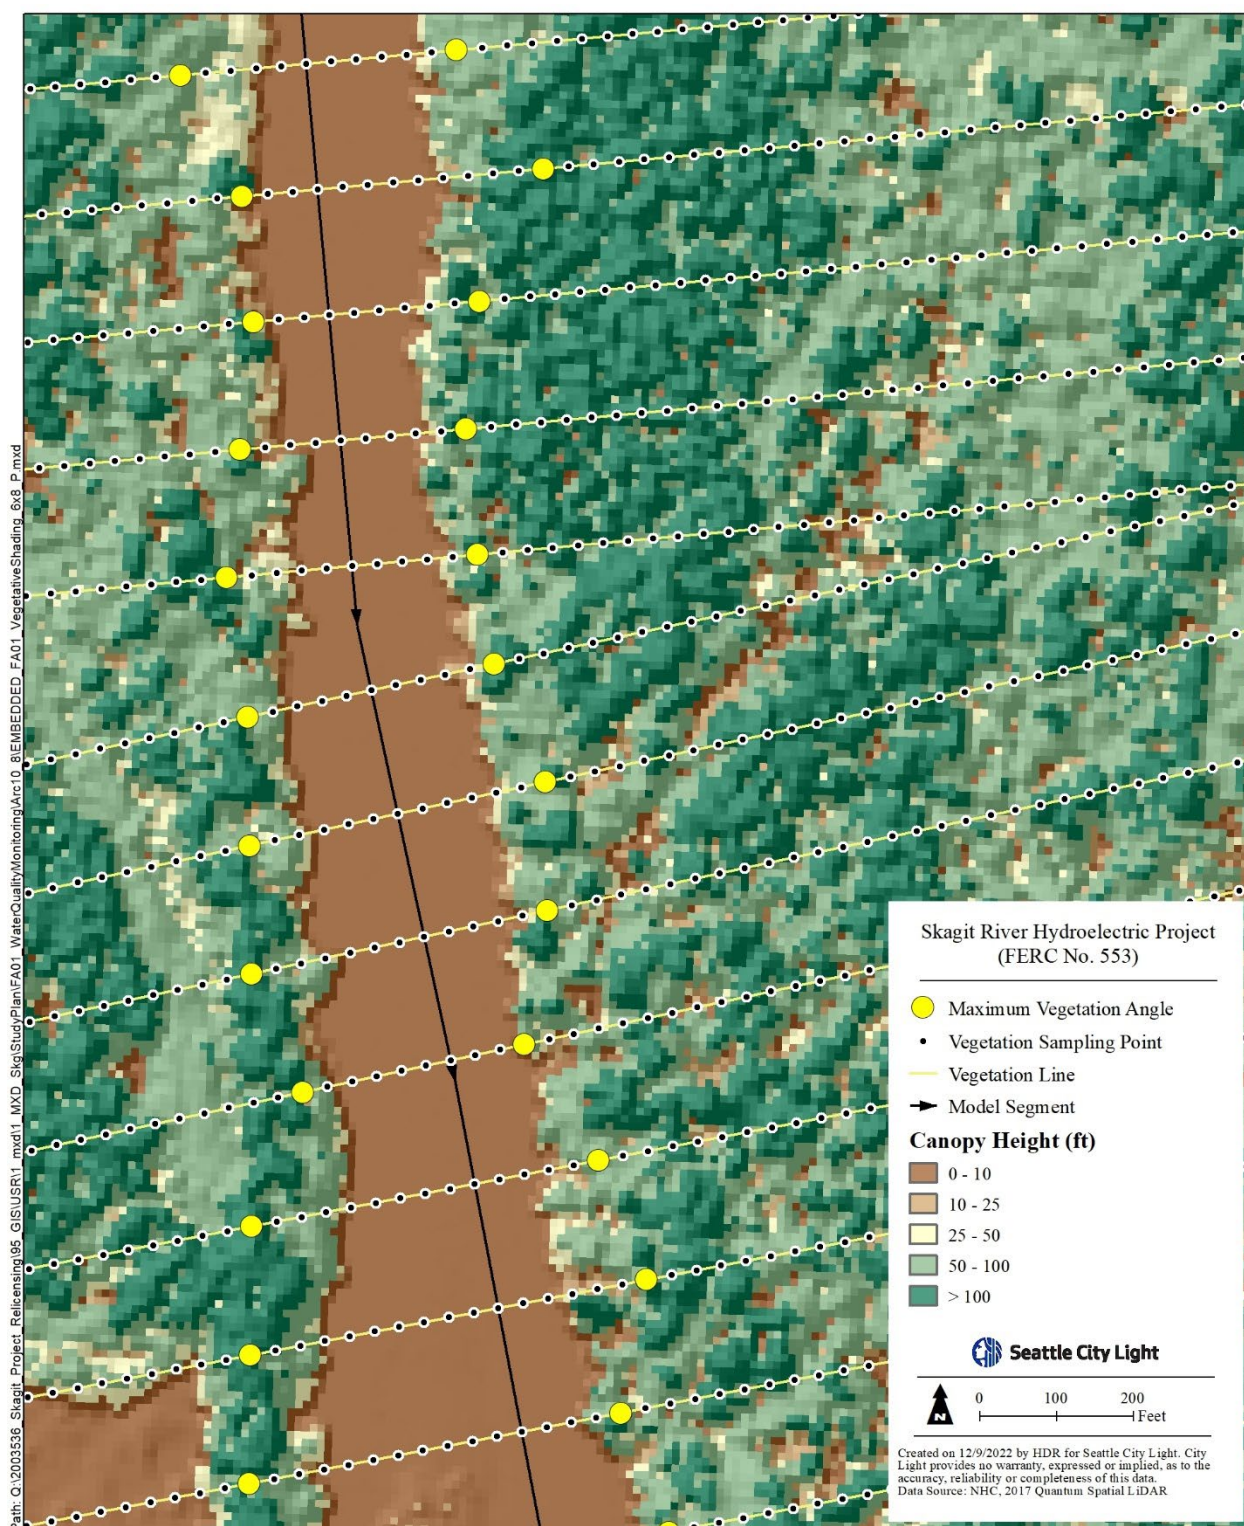 Path: Q:\2003536_Skagit_Project_Relicensing\95_GIS\USR\1_mxd\1_MXD_Skg\StudyPlan\FA01_WaterQualityMonitoring\Arc10_8\EMBEDDED_FA01_VegetativeShading_6x8_P.mxd
Skagit River Hydroelectric Project
(FERC No. 553)
Maximum Vegetation Angle
Vegetation Sampling Point
Vegetation Line
Model Segment
Canopy Height (ft)
0 - 10
10 - 25
25 - 50
50 - 100
> 100
Seattle City Light
N
0 100 200
Feet
Created on 12/9/2022 by HDR for Seattle City Light. City
Light provides no warranty, expressed or implied, as to the
accuracy, reliability or completeness of this data.
Data Source: NHC, 2017 Quantum Spatial LiDAR